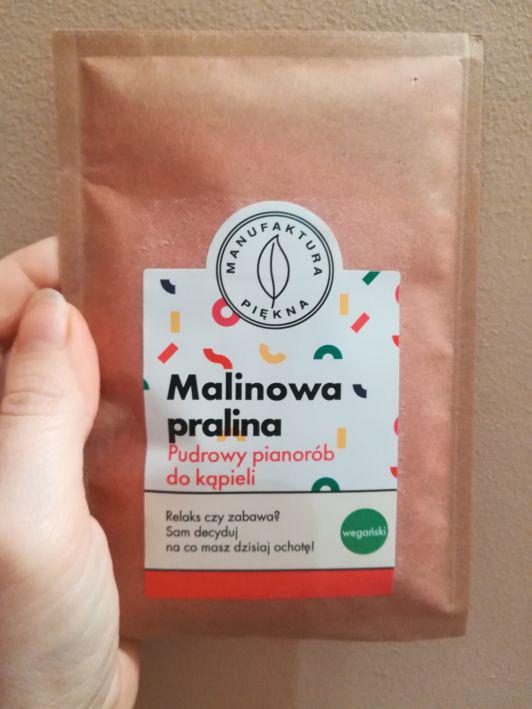 MANUFAKTURA
PIĘKNA
Malinowa
pralina
Pudrowy pianorób
do kąpieli
Relaks czy zabawa?
Sam decyduj
na co masz dzisiaj ochotę!
wegański